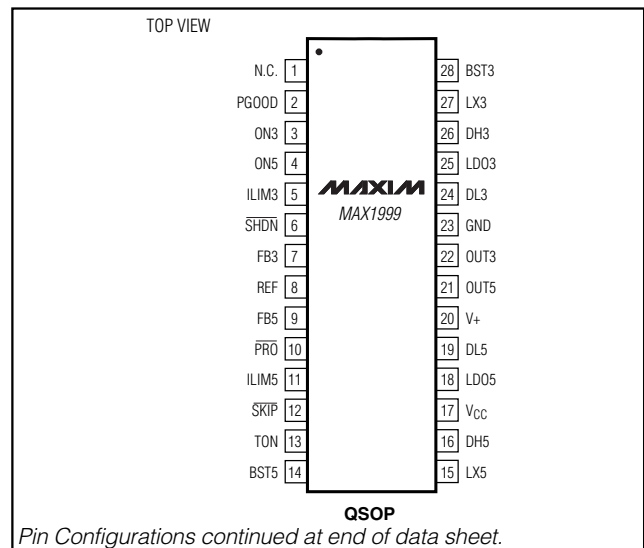 TOP VIEW
N.C. 1
PGOOD 2
ON3 3
ON5 4
ILIM3 5
SHDN 6
FB3 7
REF 8
FB5 9
PRO 10
ILIM5 11
SKIP 12
TON 13
BST5 14
MAXIM
MAX1999
28 BST3
27 LX3
26 DH3
25 LDO3
24 DL3
23 GND
22 OUT3
21 OUT5
20 V+
19 DL5
18 LDO5
17 VCC
16 DH5
15 LX5
QSOP
Pin Configurations continued at end of data sheet.